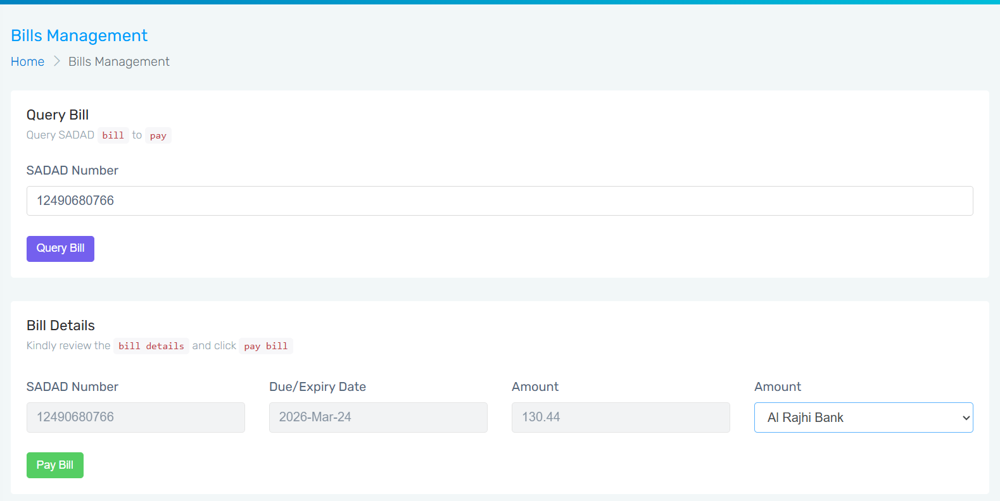 Bills Management
Home > Bills Management
Query Bill
Query SADAD bill to pay
SADAD Number
12490680766
Query Bill
Bill Details
Kindly review the bill details and click pay bill
SADAD Number Due/Expiry Date Amount Amount
12490680766 2026-Mar-24 130.44 Al Rajhi Bank
Pay Bill